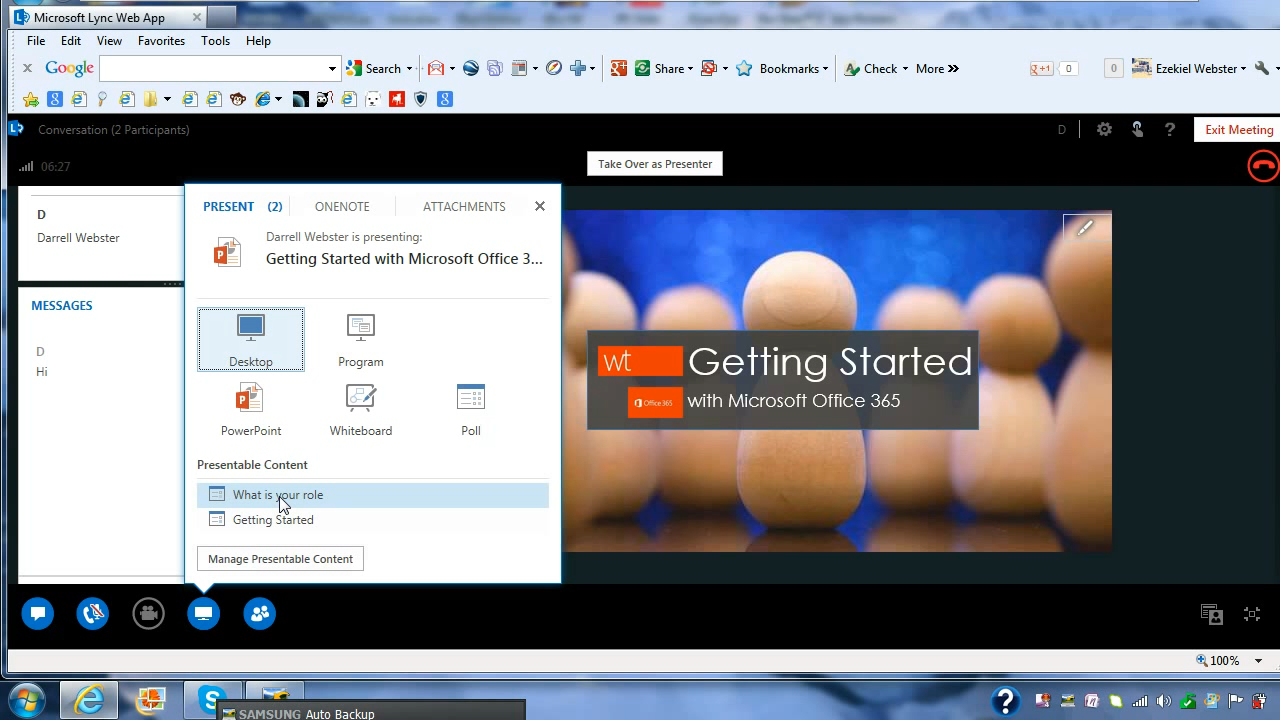 Microsoft Lync Web App
File Edit View Favorites Tools Help
Google Search Share Bookmarks Check More »
g +1 0 0 Ezekiel Webster
Conversation (2 Participants) D ? Exit Meeting
06:27 Take Over as Presenter
D
Darrell Webster
MESSAGES
D
Hi
PRESENT (2) ONENOTE ATTACHMENTS
Darrell Webster is presenting:
Getting Started with Microsoft Office 3...
Desktop Program
PowerPoint Whiteboard Poll
Presentable Content
What is your role
Getting Started
Manage Presentable Content
wt Getting Started
Office 365 with Microsoft Office 365
100%
SAMSUNG Auto Backup